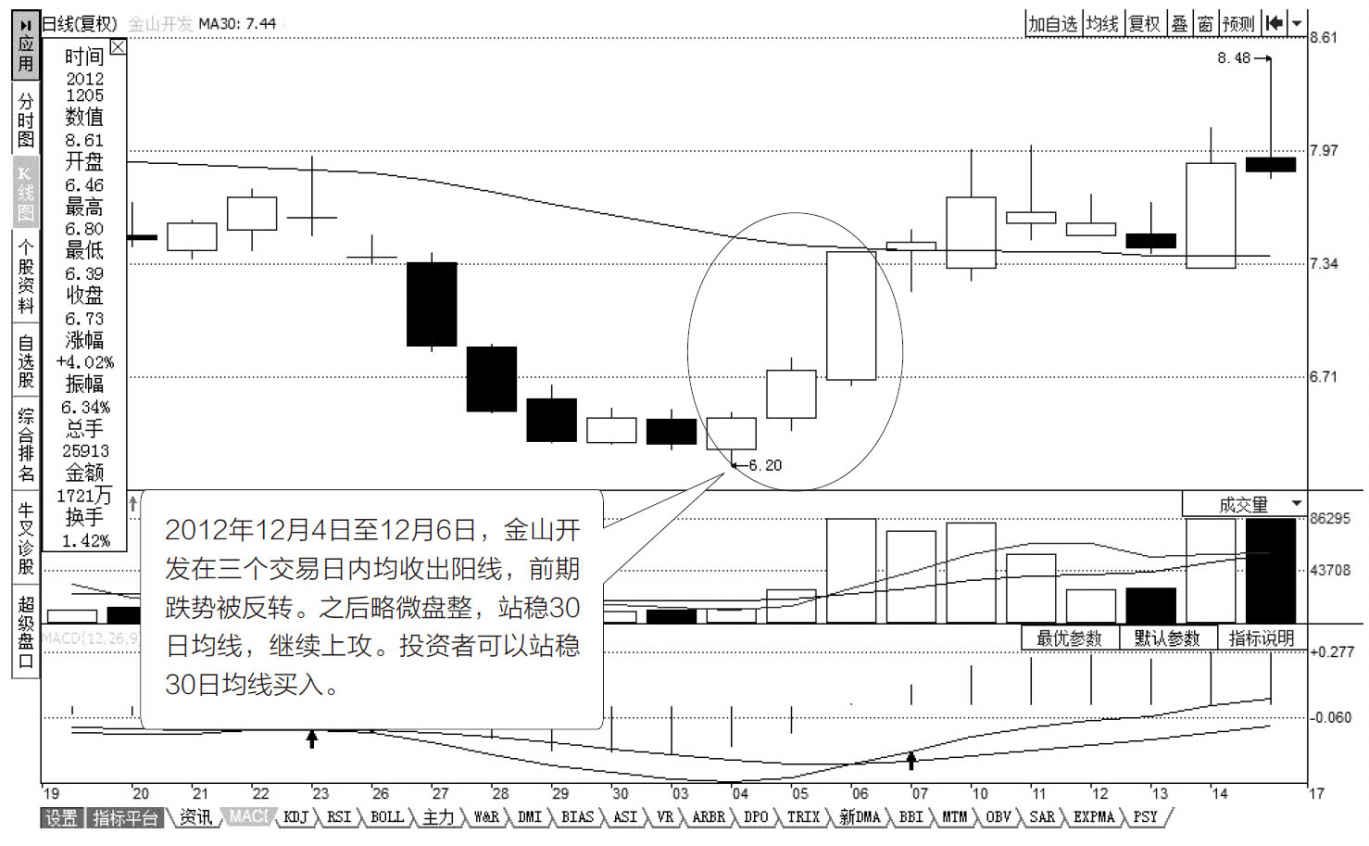 日线(复权) 金山开发 MA30: 7.44
加自选 均线 复权 叠 窗 预测
应用
分时图
K线图
个股资料
自选股
综合排名
牛叉诊股
超级盘口
时间
2012
1205
数值
8.61
开盘
6.46
最高
6.80
最低
6.39
收盘
6.73
涨幅
+4.02%
振幅
6.34%
总手
25913
金额
1721万
换手
1.42%
8.61
8.48
7.97
7.34
6.71
6.20
成交量
86295
43708
2012年12月4日至12月6日，金山开
发在三个交易日内均收出阳线，前期
跌势被反转。之后略微盘整，站稳30
日均线，继续上攻。投资者可以站稳
30日均线买入。
MACD(12,26,9)
最优参数 默认参数 指标说明
+0.277
-0.060
19 20 21 22 23 26 27 28 29 30 03 04 05 06 07 10 11 12 13 14 17
设置 指标平台 资讯 MACD KDJ RSI BOLL 主力 W&R DMI BIAS ASI VR ARBR DPO TRIX 新DMA BBI MTM OBV SAR EXPMA PSY